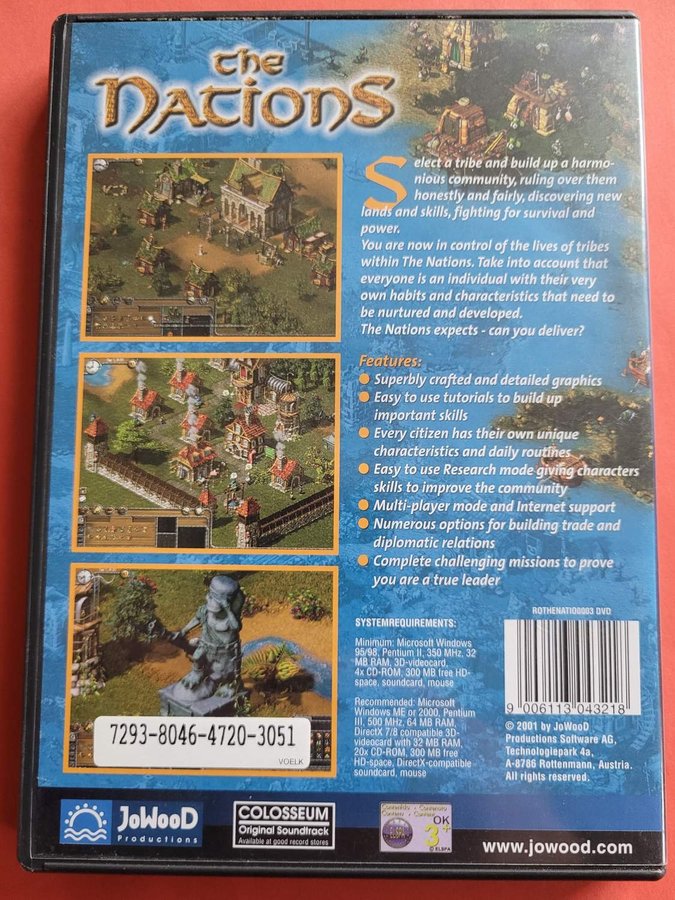 the
Nations
Select a tribe and build up a harmo-
nious community, ruling over them
honestly and fairly, discovering new
lands and skills, fighting for survival and
power.
You are now in control of the lives of tribes
within The Nations. Take into account that
everyone is an individual with their very
own habits and characteristics that need to
be nurtured and developed.
The Nations expects - can you deliver?
Features:
Superbly crafted and detailed graphics
Easy to use tutorials to build up
important skills
Every citizen has their own unique
characteristics and daily routines
Easy to use Research mode giving characters
skills to improve the community
Multi-player mode and Internet support
Numerous options for building trade and
diplomatic relations
Complete challenging missions to prove
you are a true leader
SYSTEMREQUIREMENTS:
Minimum: Microsoft Windows
95/98, Pentium II, 350 MHz, 32
MB RAM, 3D-videocard,
4x CD-ROM, 300 MB free HD-
space, soundcard, mouse
Recommended: Microsoft
Windows ME or 2000, Pentium
III, 500 MHz, 64 MB RAM,
DirectX 7/8 compatible 3D-
videocard with 32 MB RAM,
20x CD-ROM, 300 MB free
HD-space, DirectX-compatible
soundcard, mouse
ROTHENATIO0003 DVD
9 006113 043218
© 2001 by JoWooD
Productions Software AG,
Technologiepark 4a,
A-8786 Rottenmann, Austria.
All rights reserved.
7293-8046-4720-3051
VOELK
JoWooD
Productions
COLOSSEUM
Original Soundtrack
Available at good record stores
Contenido
ELSPA
OK
3+
© ELSPA
www.jowood.com